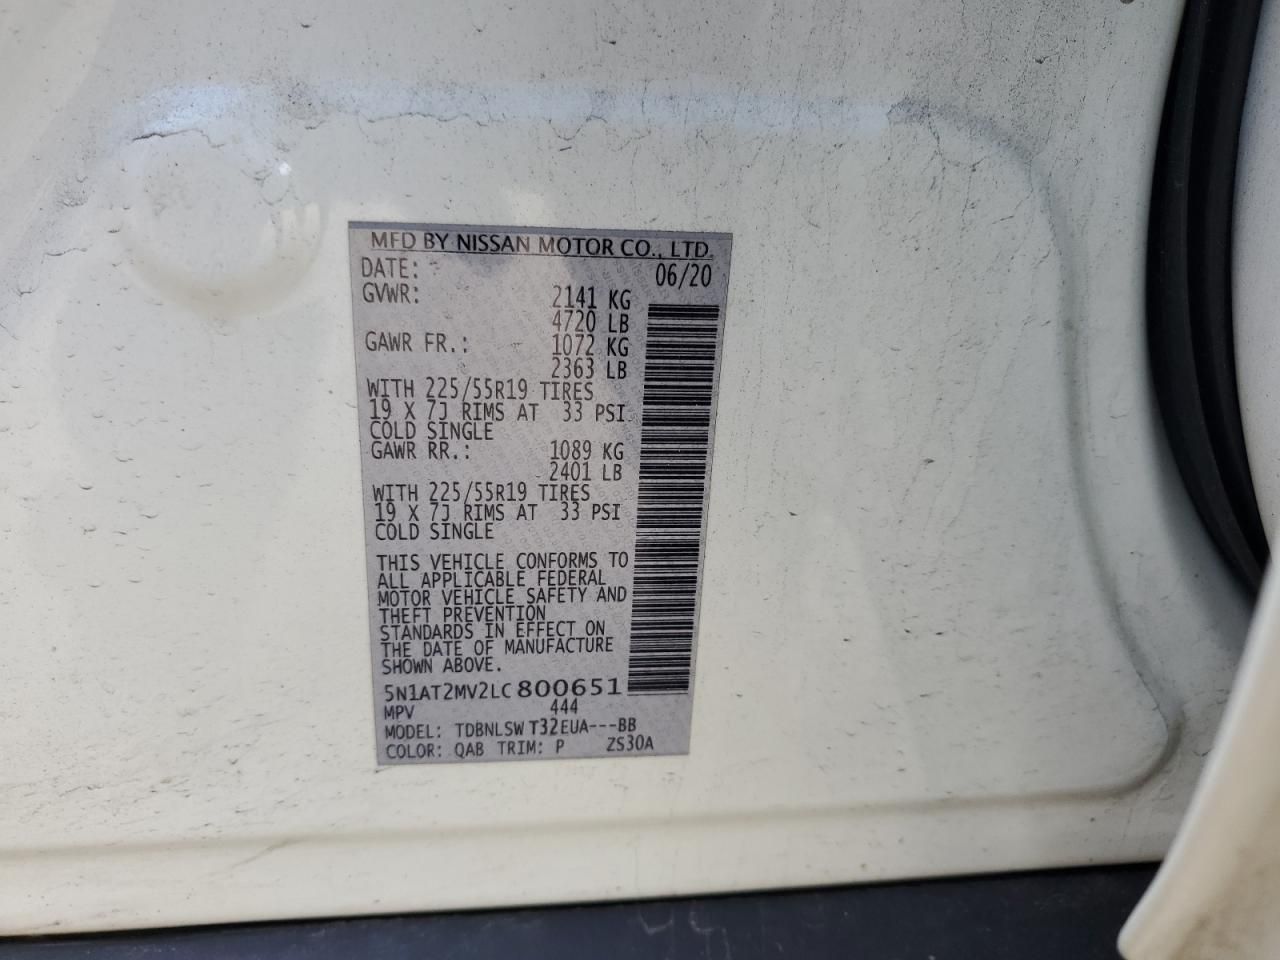 MFD BY NISSAN MOTOR CO., LTD.
DATE: 06/20
GVWR: 2141 KG
4720 LB
GAWR FR.: 1072 KG
2363 LB
WITH 225/55R19 TIRES
19 X 7J RIMS AT 33 PSI
COLD SINGLE
GAWR RR.: 1089 KG
2401 LB
WITH 225/55R19 TIRES
19 X 7J RIMS AT 33 PSI
COLD SINGLE
THIS VEHICLE CONFORMS TO
ALL APPLICABLE FEDERAL
MOTOR VEHICLE SAFETY AND
THEFT PREVENTION
STANDARDS IN EFFECT ON
THE DATE OF MANUFACTURE
SHOWN ABOVE.
5N1AT2MV2LC800651
MPV 444
MODEL: TDBNLSW T32EUA---BB
COLOR: QAB TRIM: P ZS30A